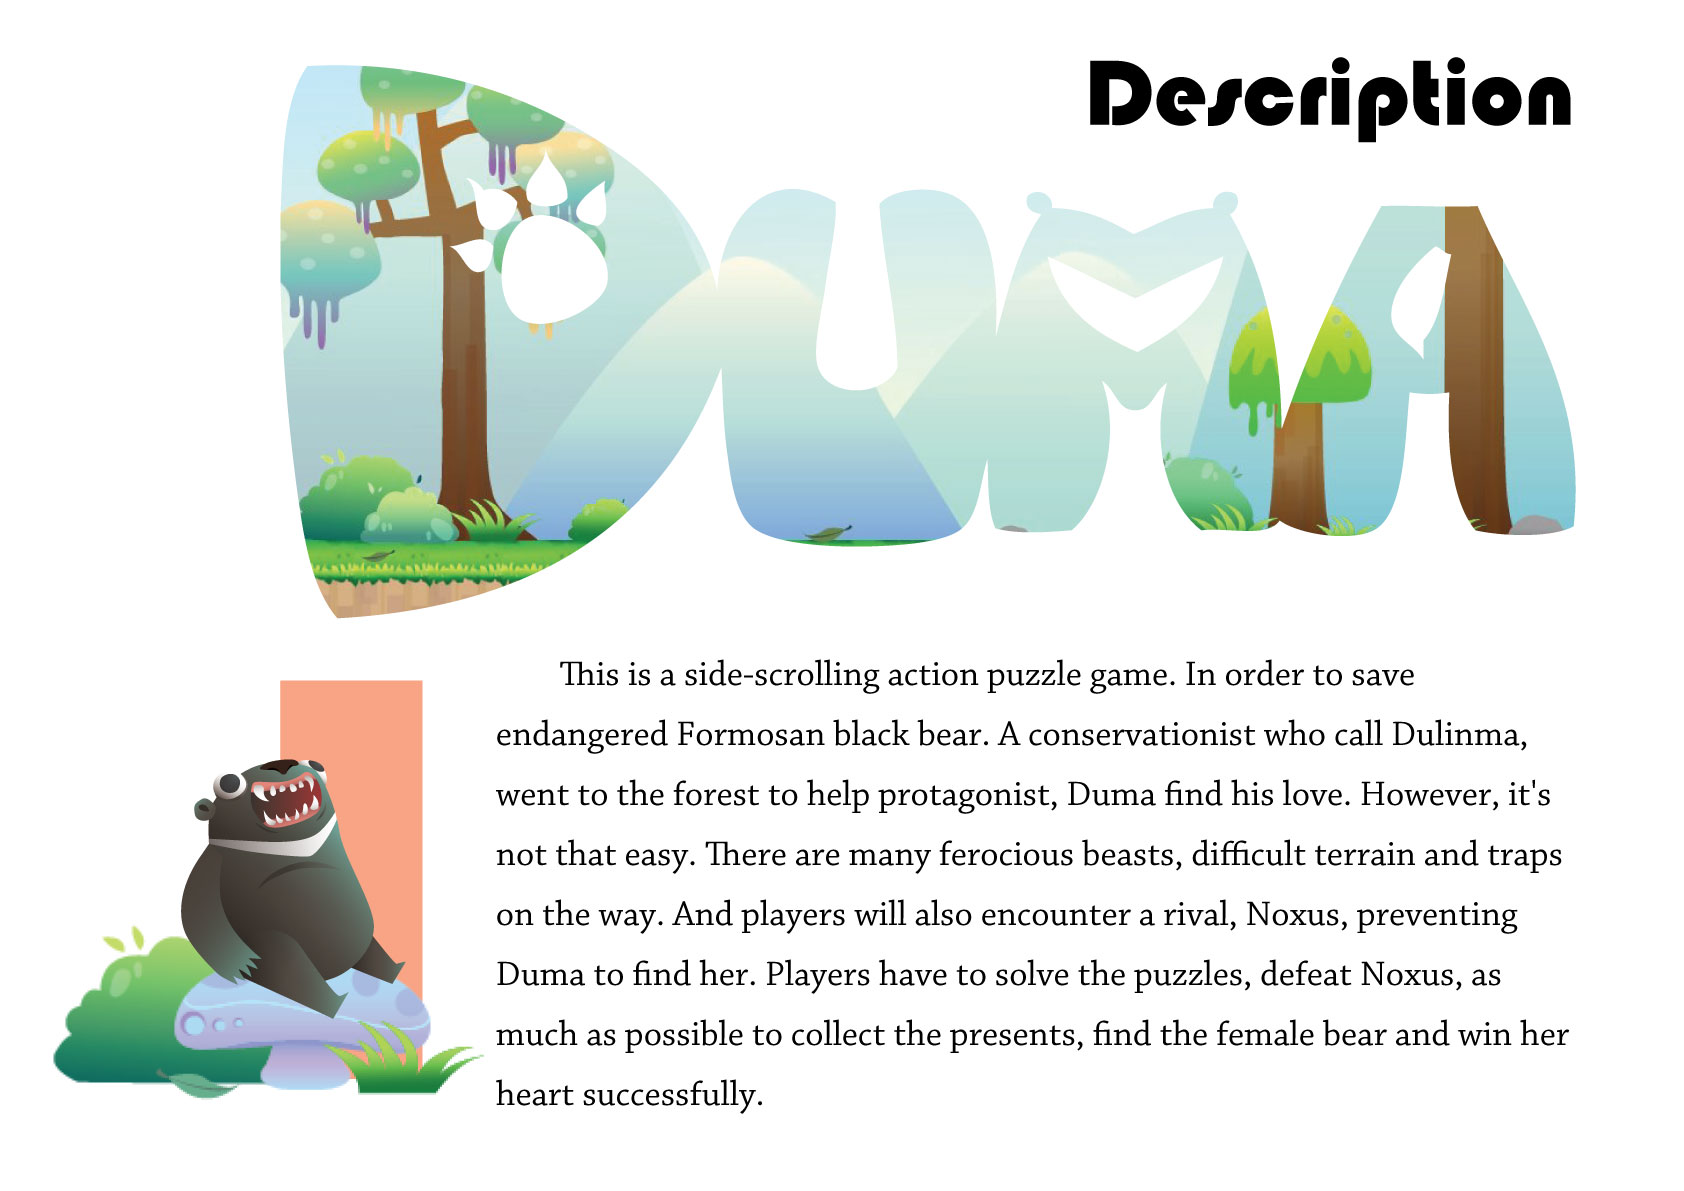 Description
DUMA
This is a side-scrolling action puzzle game. In order to save
endangered Formosan black bear. A conservationist who call Dulinma,
went to the forest to help protagonist, Duma find his love. However, it's
not that easy. There are many ferocious beasts, difficult terrain and traps
on the way. And players will also encounter a rival, Noxus, preventing
Duma to find her. Players have to solve the puzzles, defeat Noxus, as
much as possible to collect the presents, find the female bear and win her
heart successfully.